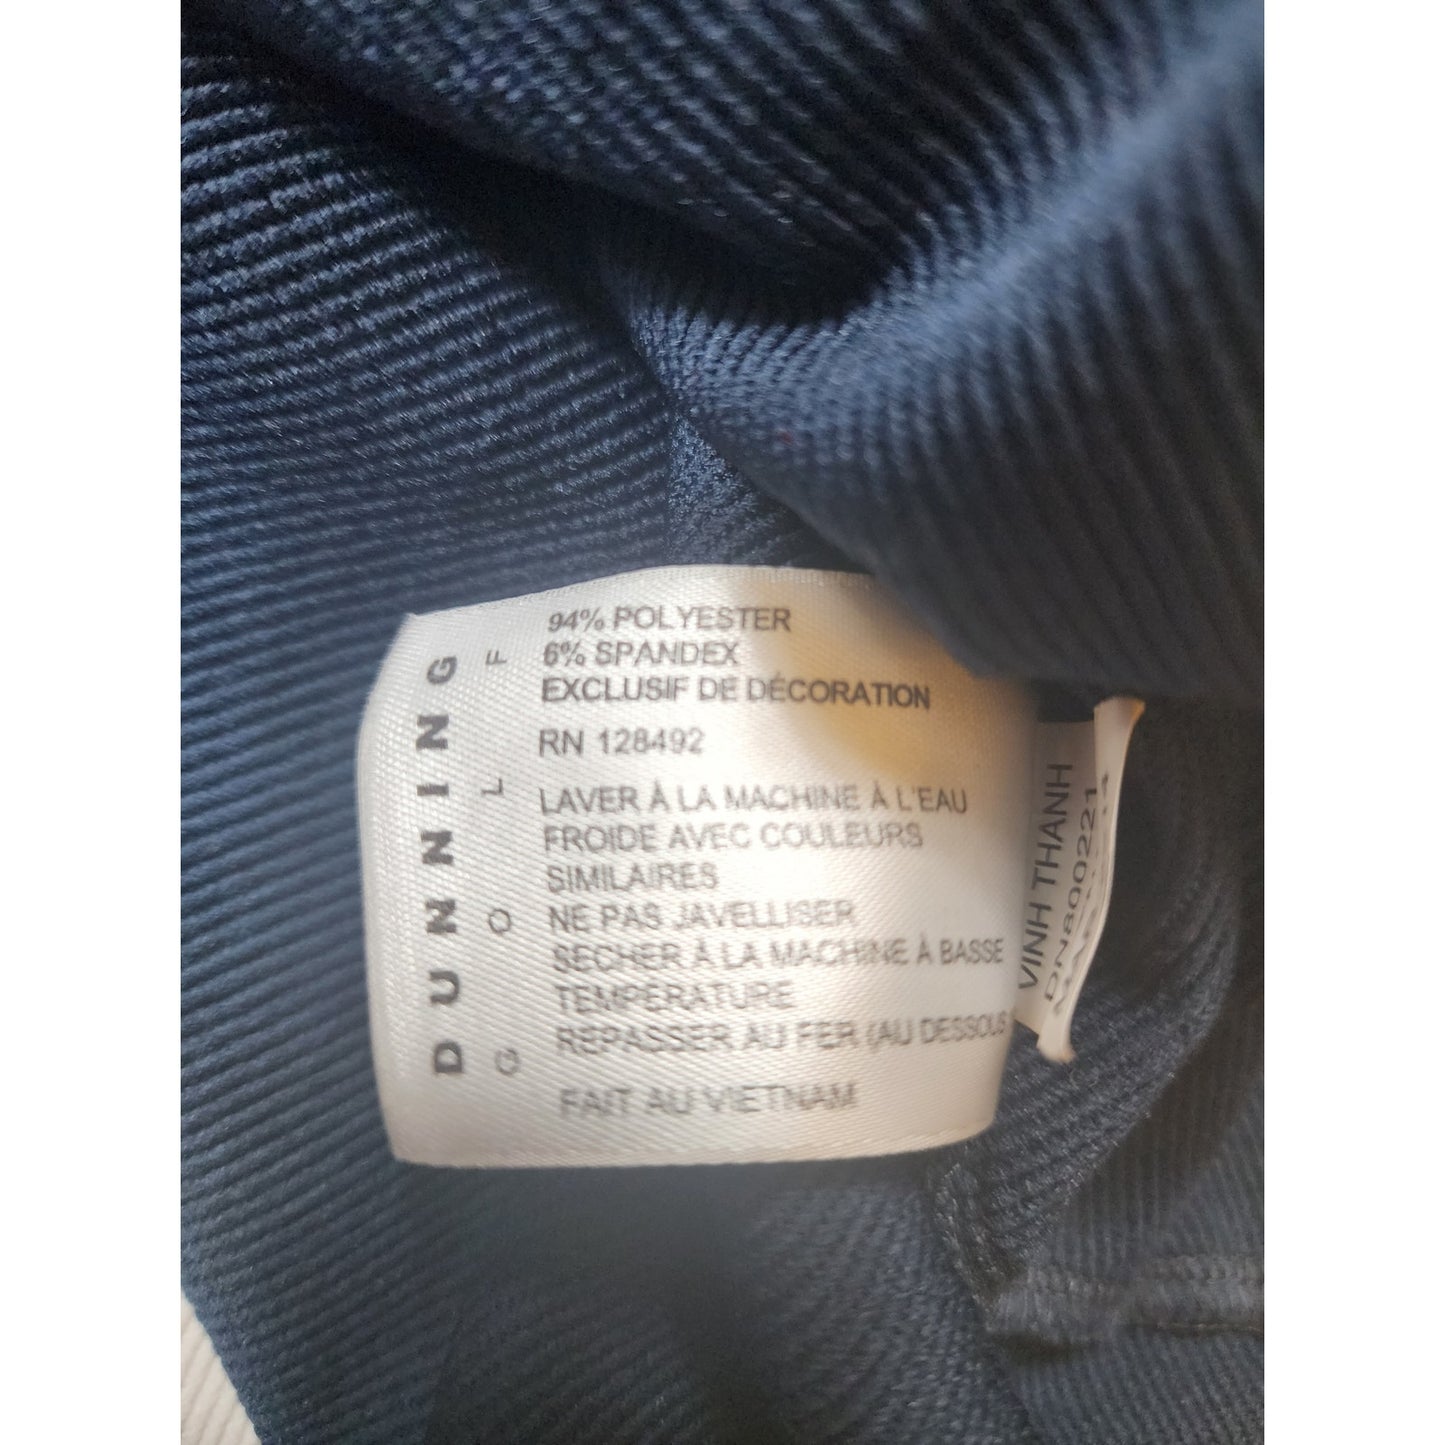 DUNNING
GOLF
94% POLYESTER
6% SPANDEX
EXCLUSIF DE DÉCORATION
RN 128492
LAVER À LA MACHINE À L'EAU
FROIDE AVEC COULEURS
SIMILAIRES
NE PAS JAVELLISER
SECHER À LA MACHINE À BASSE
TEMPÉRATURE
REPASSER AU FER (AU DESSOUS
FAIT AU VIETNAM
VINH THANH
DN800221